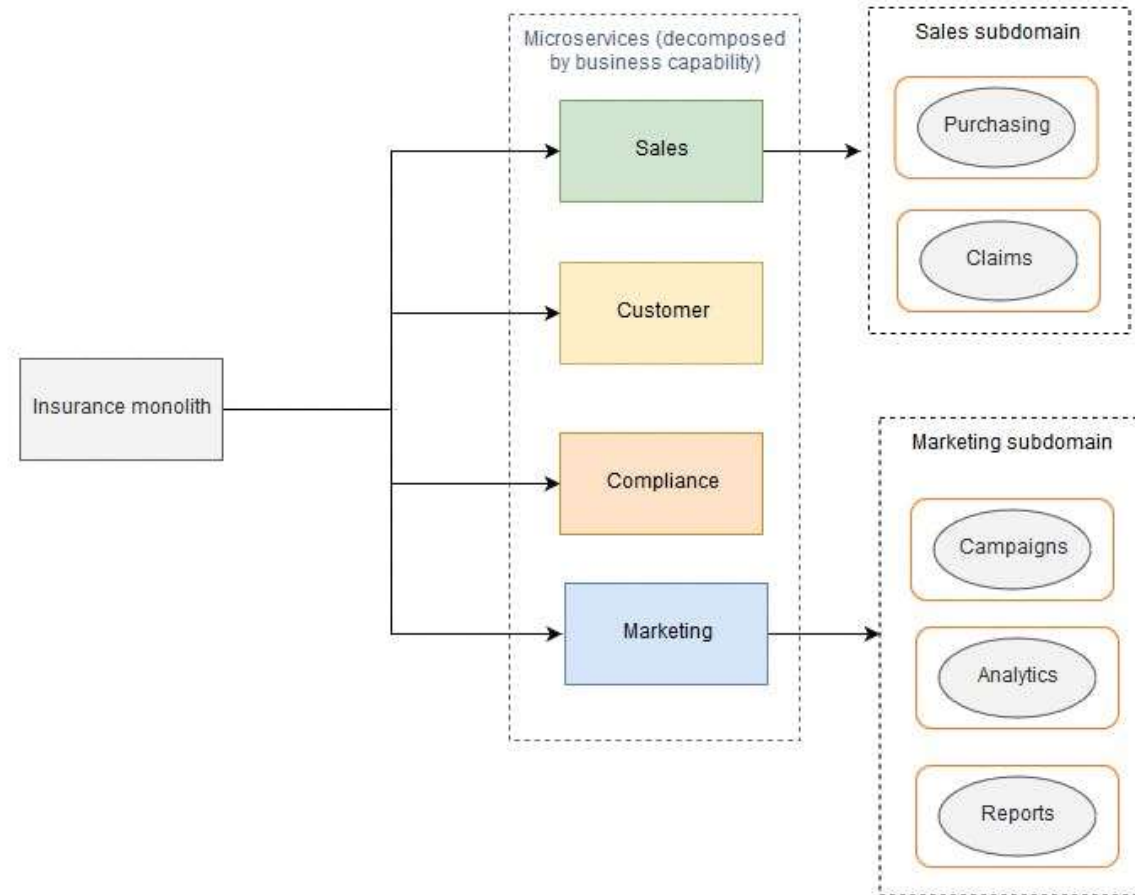 Microservices (decomposed
by business capability)
Sales
Customer
Compliance
Marketing
Insurance monolith
Sales subdomain
Purchasing
Claims
Marketing subdomain
Campaigns
Analytics
Reports